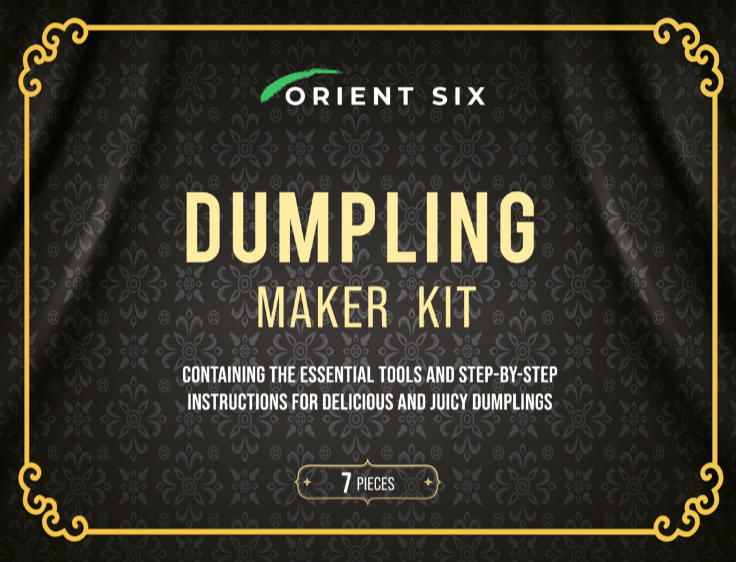 ORIENT SIX
DUMPLING
MAKER KIT
CONTAINING THE ESSENTIAL TOOLS AND STEP-BY-STEP
INSTRUCTIONS FOR DELICIOUS AND JUICY DUMPLINGS
7 PIECES